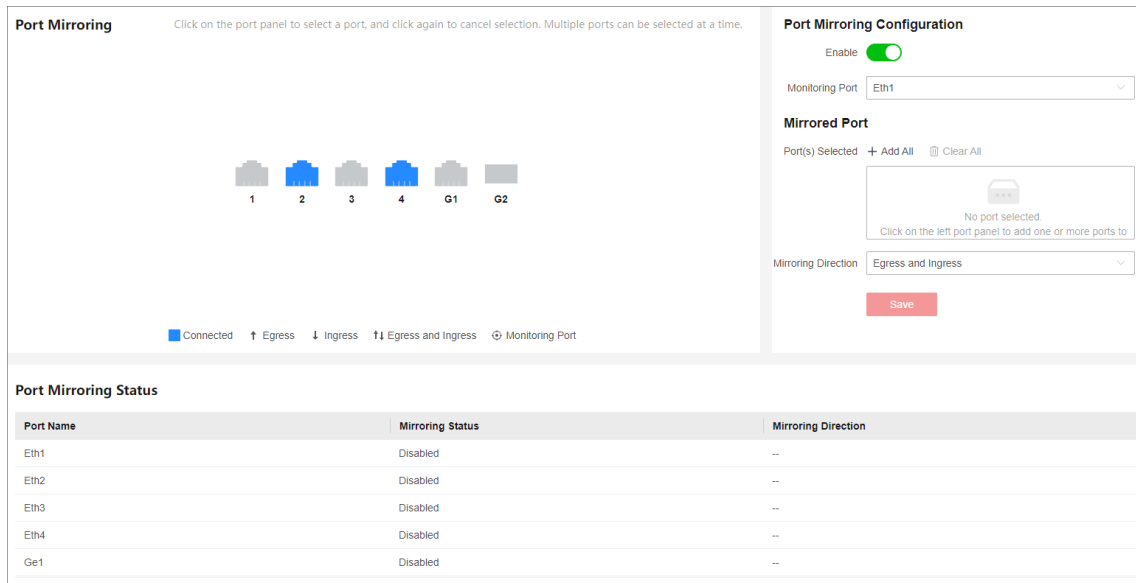 Port Mirroring
Click on the port panel to select a port, and click again to cancel selection. Multiple ports can be selected at a time.
1 2 3 4 G1 G2
Connected Egress Ingress Egress and Ingress Monitoring Port
Port Mirroring Configuration
Enable
Monitoring Port Eth1
Mirrored Port
Port(s) Selected + Add All Clear All
No port selected.
Click on the left port panel to add one or more ports to
Mirroring Direction Egress and Ingress
Save
Port Mirroring Status
Port Name Mirroring Status Mirroring Direction
Eth1 Disabled --
Eth2 Disabled --
Eth3 Disabled --
Eth4 Disabled --
Ge1 Disabled --